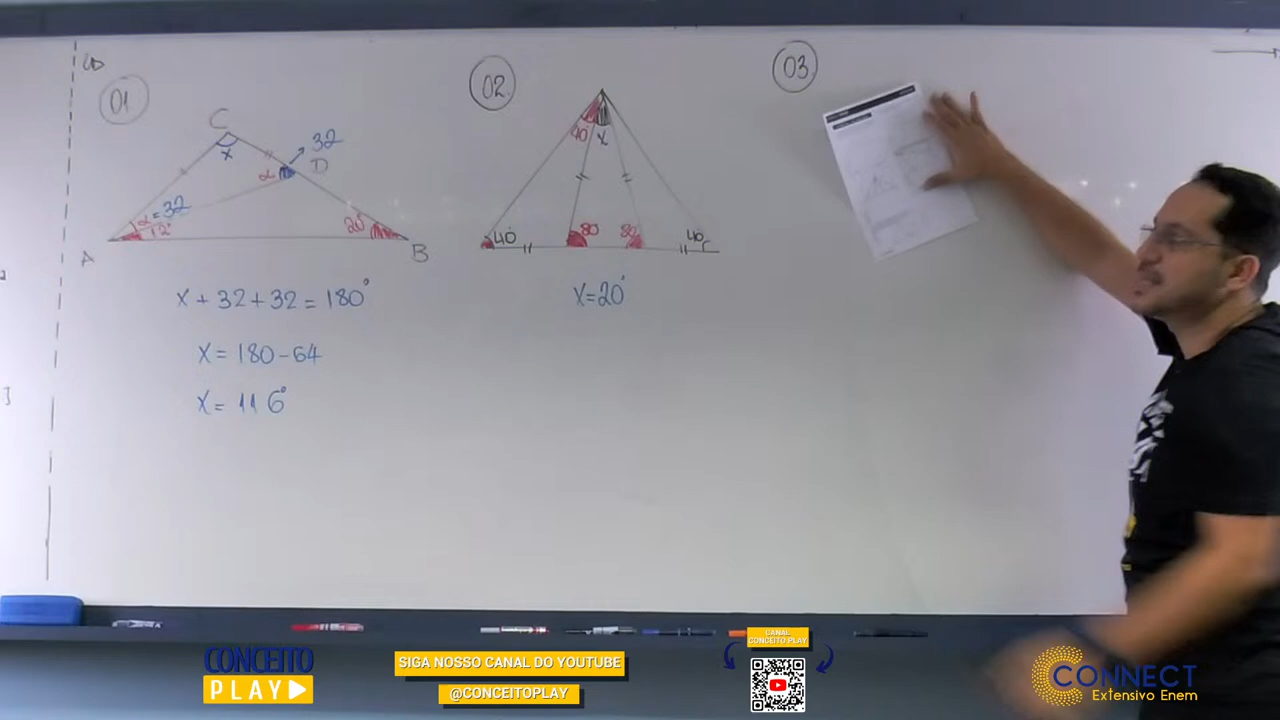 01
C
x
32
D
α
α=32
12°
20°
A
B
x + 32 + 32 = 180°
x = 180 - 64
x = 116°
02
40°
x
40°
80
80
40°
x = 20°
03
CONCEITO
PLAY
SIGA NOSSO CANAL DO YOUTUBE
@CONCEITOPLAY
CANAL
CONCEITO PLAY
CONNECT
Extensivo Enem